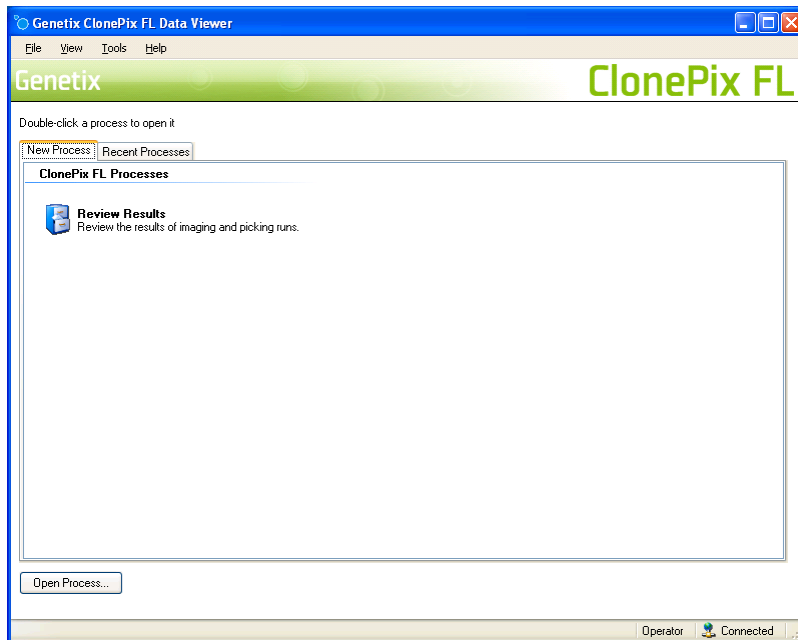 Genetix ClonePix FL Data Viewer
File View Tools Help
Genetix ClonePix FL
Double-click a process to open it
New Process Recent Processes
ClonePix FL Processes
Review Results
Review the results of imaging and picking runs.
Open Process...
Operator Connected